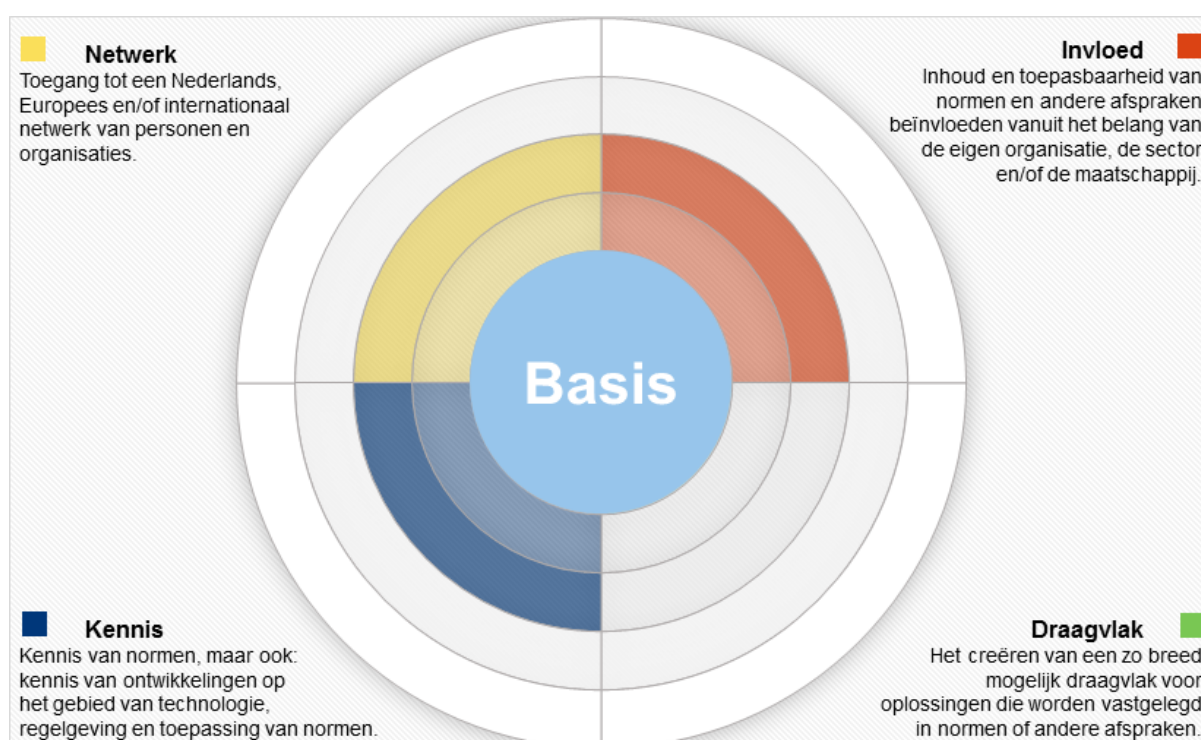 Netwerk
Toegang tot een Nederlands,
Europees en/of internationaal
netwerk van personen en
organisaties.
Invloed
Inhoud en toepasbaarheid van
normen en andere afspraken
beïnvloeden vanuit het belang van
de eigen organisatie, de sector
en/of de maatschappij.
Basis
Kennis
Kennis van normen, maar ook:
kennis van ontwikkelingen op
het gebied van technologie,
regelgeving en toepassing van normen.
Draagvlak
Het creëren van een zo breed
mogelijk draagvlak voor
oplossingen die worden vastgelegd
in normen of andere afspraken.